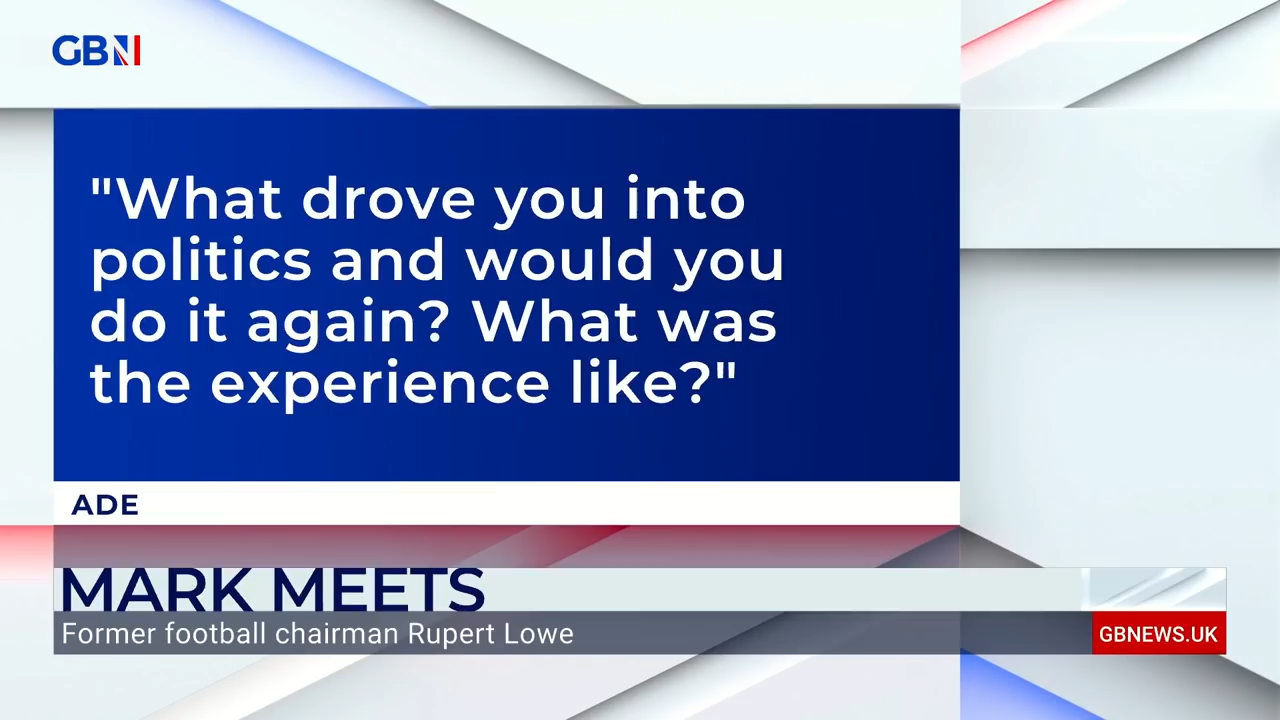 GBN
"What drove you into
politics and would you
do it again? What was
the experience like?"
ADE
MARK MEETS
Former football chairman Rupert Lowe
GBNEWS.UK